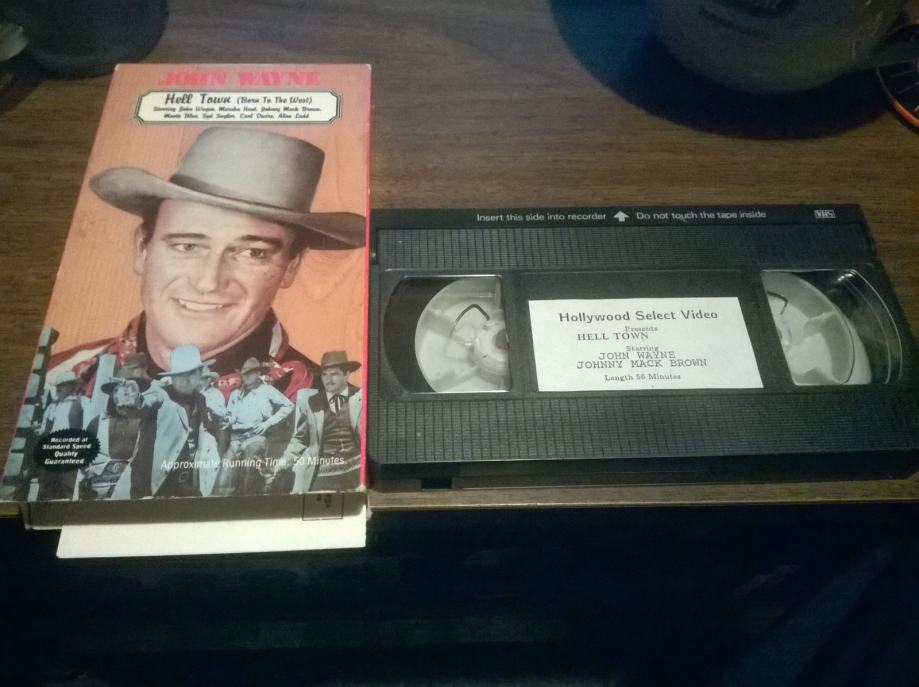 JOHN WAYNE
Hell Town (Born To The West)
Starring John Wayne, Marsha Hunt, Johnny Mack Brown,
Monte Blue, Syd Saylor, Earl Dwire, Alan Ladd
Recorded at
Standard Speed
Quality
Guaranteed
Approximate Running Time: 50 Minutes.
Insert this side into recorder Do not touch the tape inside
VHS
Hollywood Select Video
Presents
HELL TOWN
Starring
JOHN WAYNE
JOHNNY MACK BROWN
Length 56 Minutes